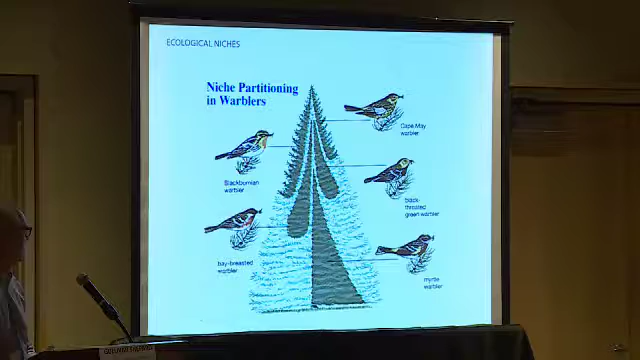 ECOLOGICAL NICHES
Niche Partitioning
in Warblers
Cape May
warbler
Blackburnian
warbler
black-
throated
green warbler
bay-breasted
warbler
myrtle
warbler